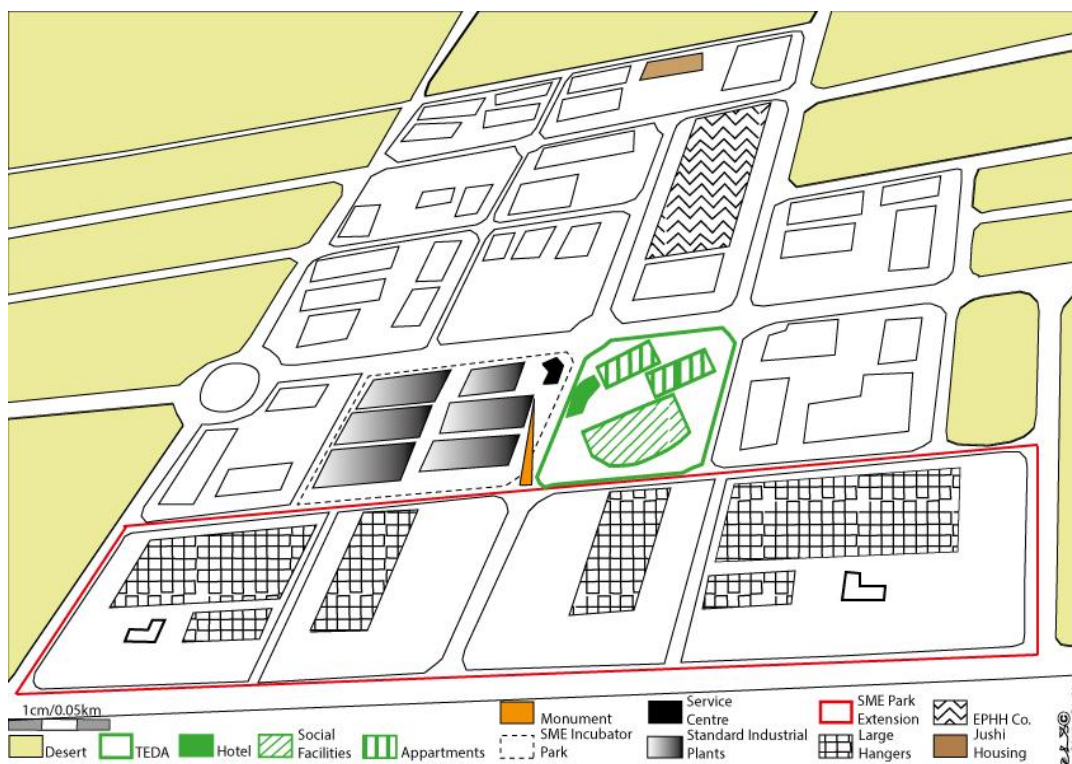 1cm/0.05km
Desert
TEDA
Hotel
Social
Facilities
Appartments
Monument
SME Incubator
Park
Service
Centre
Standard Industrial
Plants
SME Park
Extension
Large
Hangers
EPHH Co.
Jushi
Housing
©